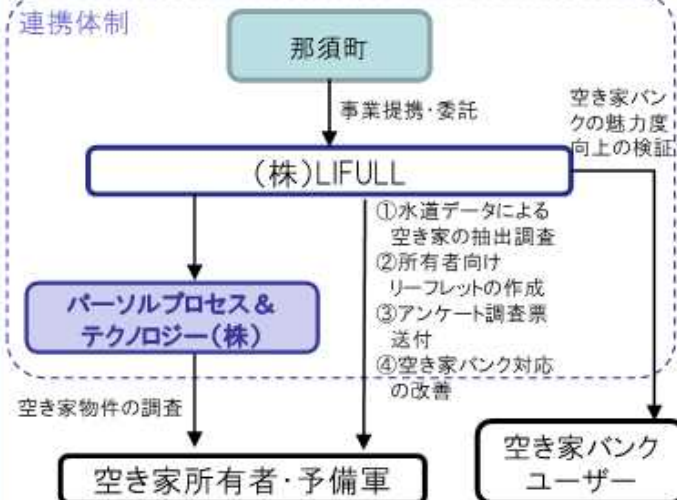 連携体制
那須町
事業提携・委託
空き家バン
クの魅力度
向上の検証
(株)LIFULL
①水道データによる
空き家の抽出調査
②所有者向け
リーフレットの作成
③アンケート調査票
送付
④空き家バンク対応
の改善
パーソルプロセス&
テクノロジー(株)
空き家物件の調査
空き家所有者・予備軍
空き家バンク
ユーザー